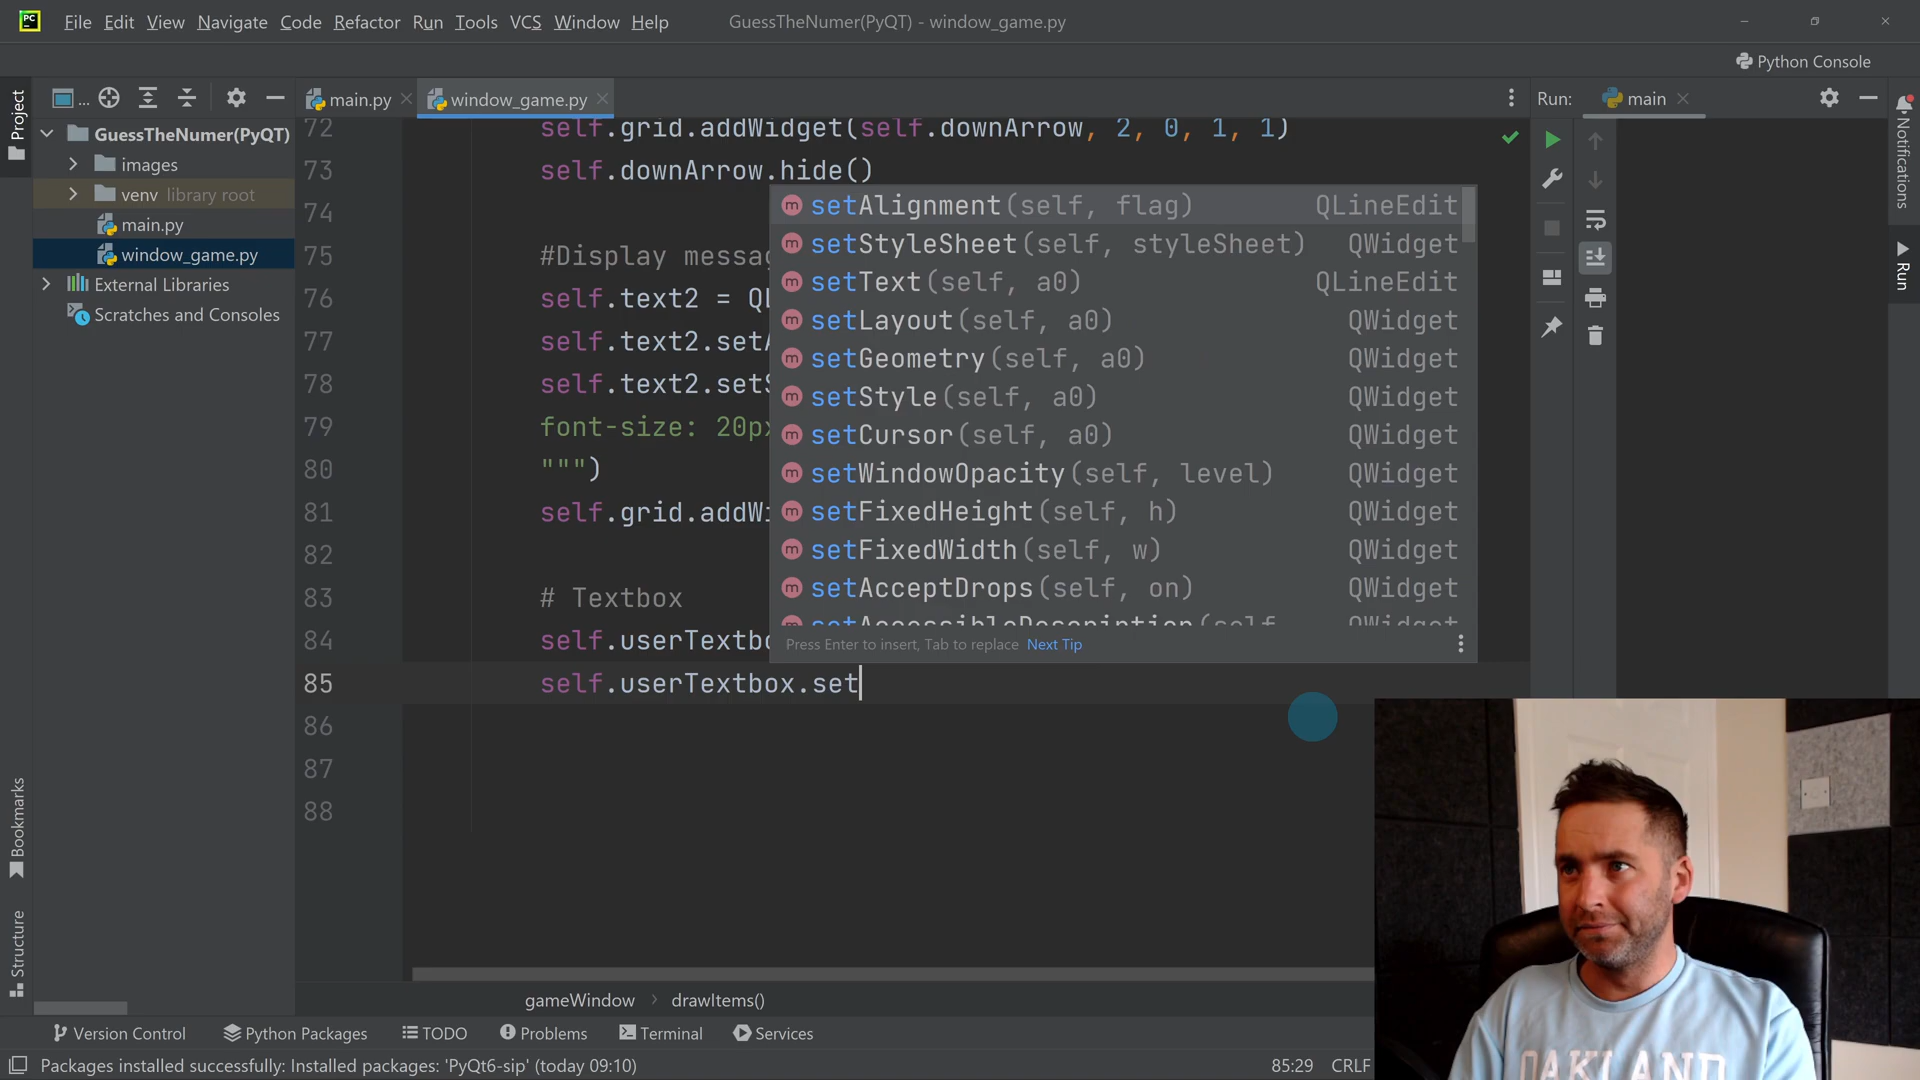 PC File Edit View Navigate Code Refactor Run Tools VCS Window Help GuessTheNumer(PyQT) - window_game.py
Python Console
Project
... main.py window_game.py Run: main
Notifications
Run
GuessTheNumer(PyQT)
images
venv library root
main.py
window_game.py
External Libraries
Scratches and Consoles
72 self.grid.addWidget(self.downArrow, 2, 0, 1, 1)
73 self.downArrow.hide()
74
75 #Display messag
76 self.text2 = QL
77 self.text2.setA
78 self.text2.setS
79 font-size: 20px
80 """)
81 self.grid.addWi
82
83 # Textbox
84 self.userTextbo
85 self.userTextbox.set
86
87
88
setAlignment(self, flag) QLineEdit
setStyleSheet(self, styleSheet) QWidget
setText(self, a0) QLineEdit
setLayout(self, a0) QWidget
setGeometry(self, a0) QWidget
setStyle(self, a0) QWidget
setCursor(self, a0) QWidget
setWindowOpacity(self, level) QWidget
setFixedHeight(self, h) QWidget
setFixedWidth(self, w) QWidget
setAcceptDrops(self, on) QWidget
setAccessibleDescription(self QWidget
Press Enter to insert, Tab to replace Next Tip
Bookmarks
Structure
gameWindow > drawItems()
Version Control Python Packages TODO Problems Terminal Services
Packages installed successfully: Installed packages: 'PyQt6-sip' (today 09:10) 85:29 CRLF
OAKLAND